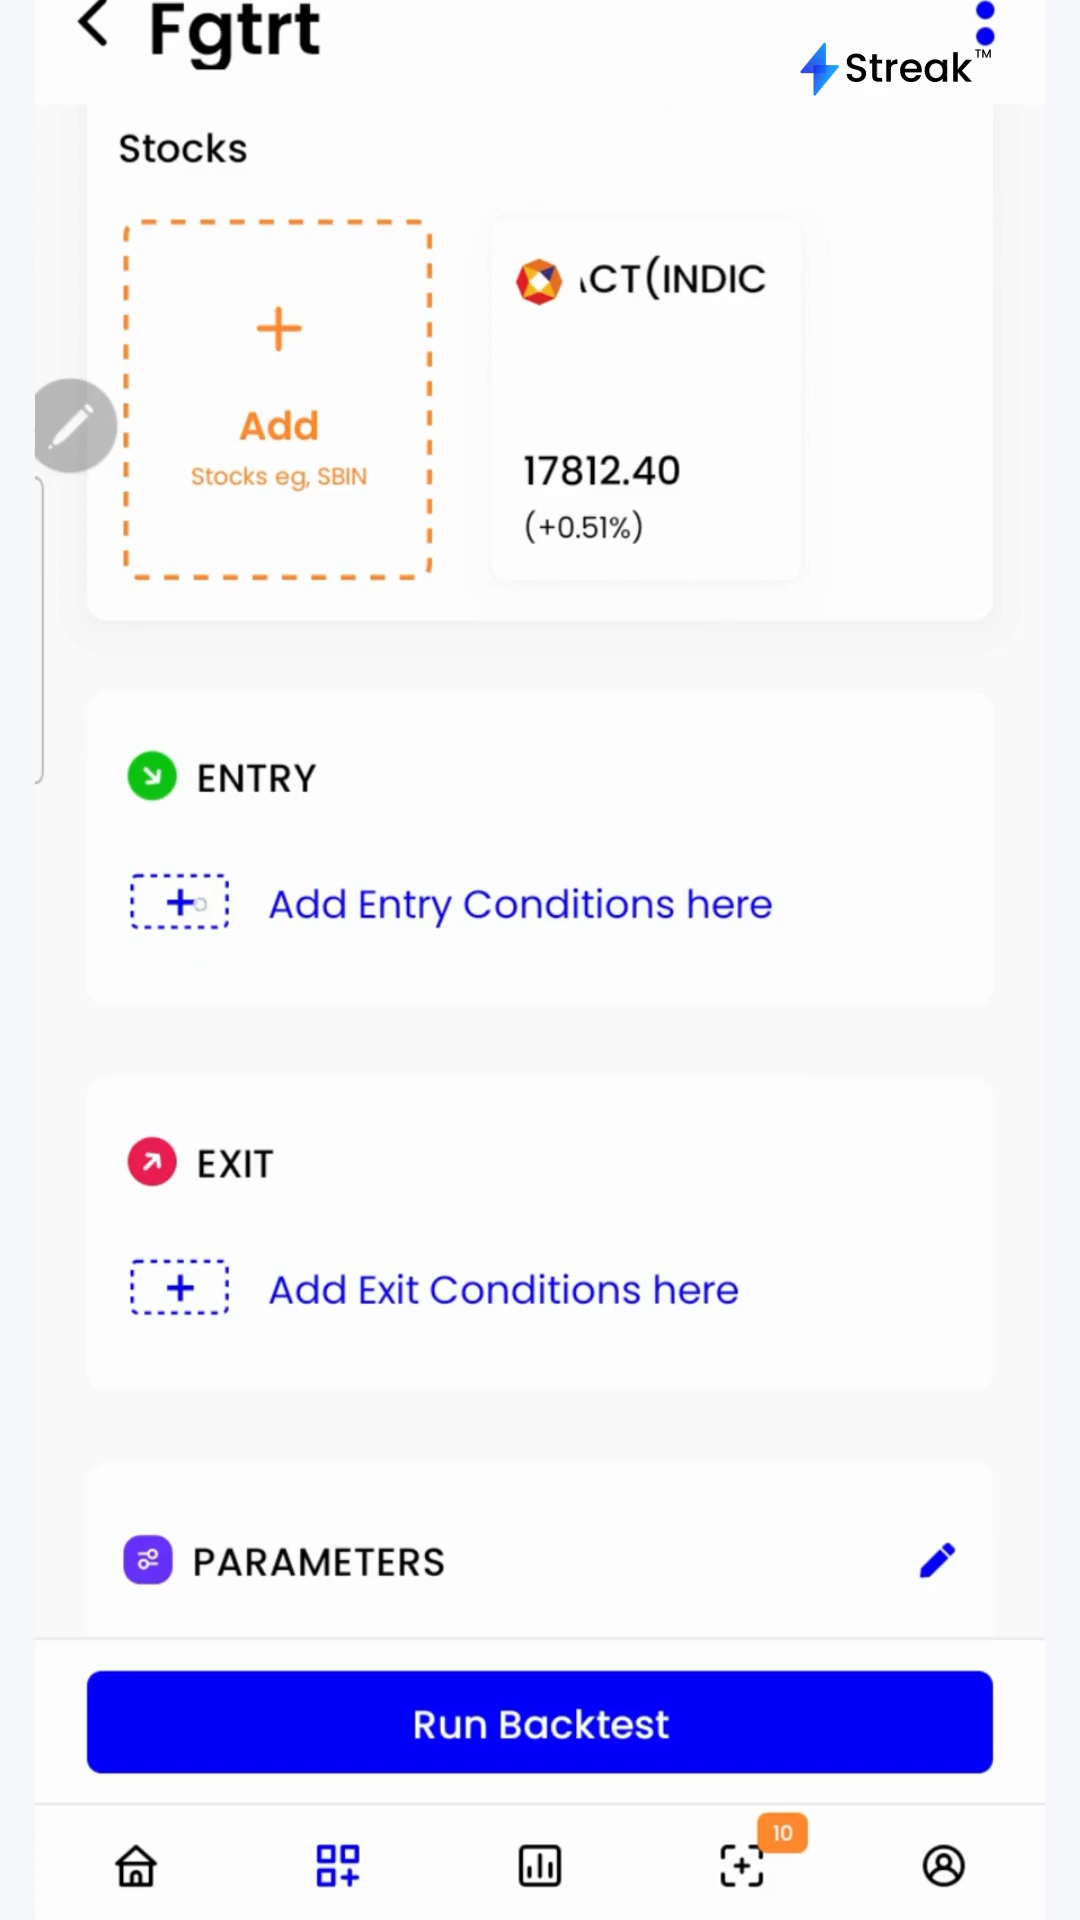 Fgtrt
Streak™
Stocks
+
Add
Stocks eg, SBIN
CT(INDIC
17812.40
(+0.51%)
ENTRY
+ Add Entry Conditions here
EXIT
+ Add Exit Conditions here
PARAMETERS
Run Backtest
10